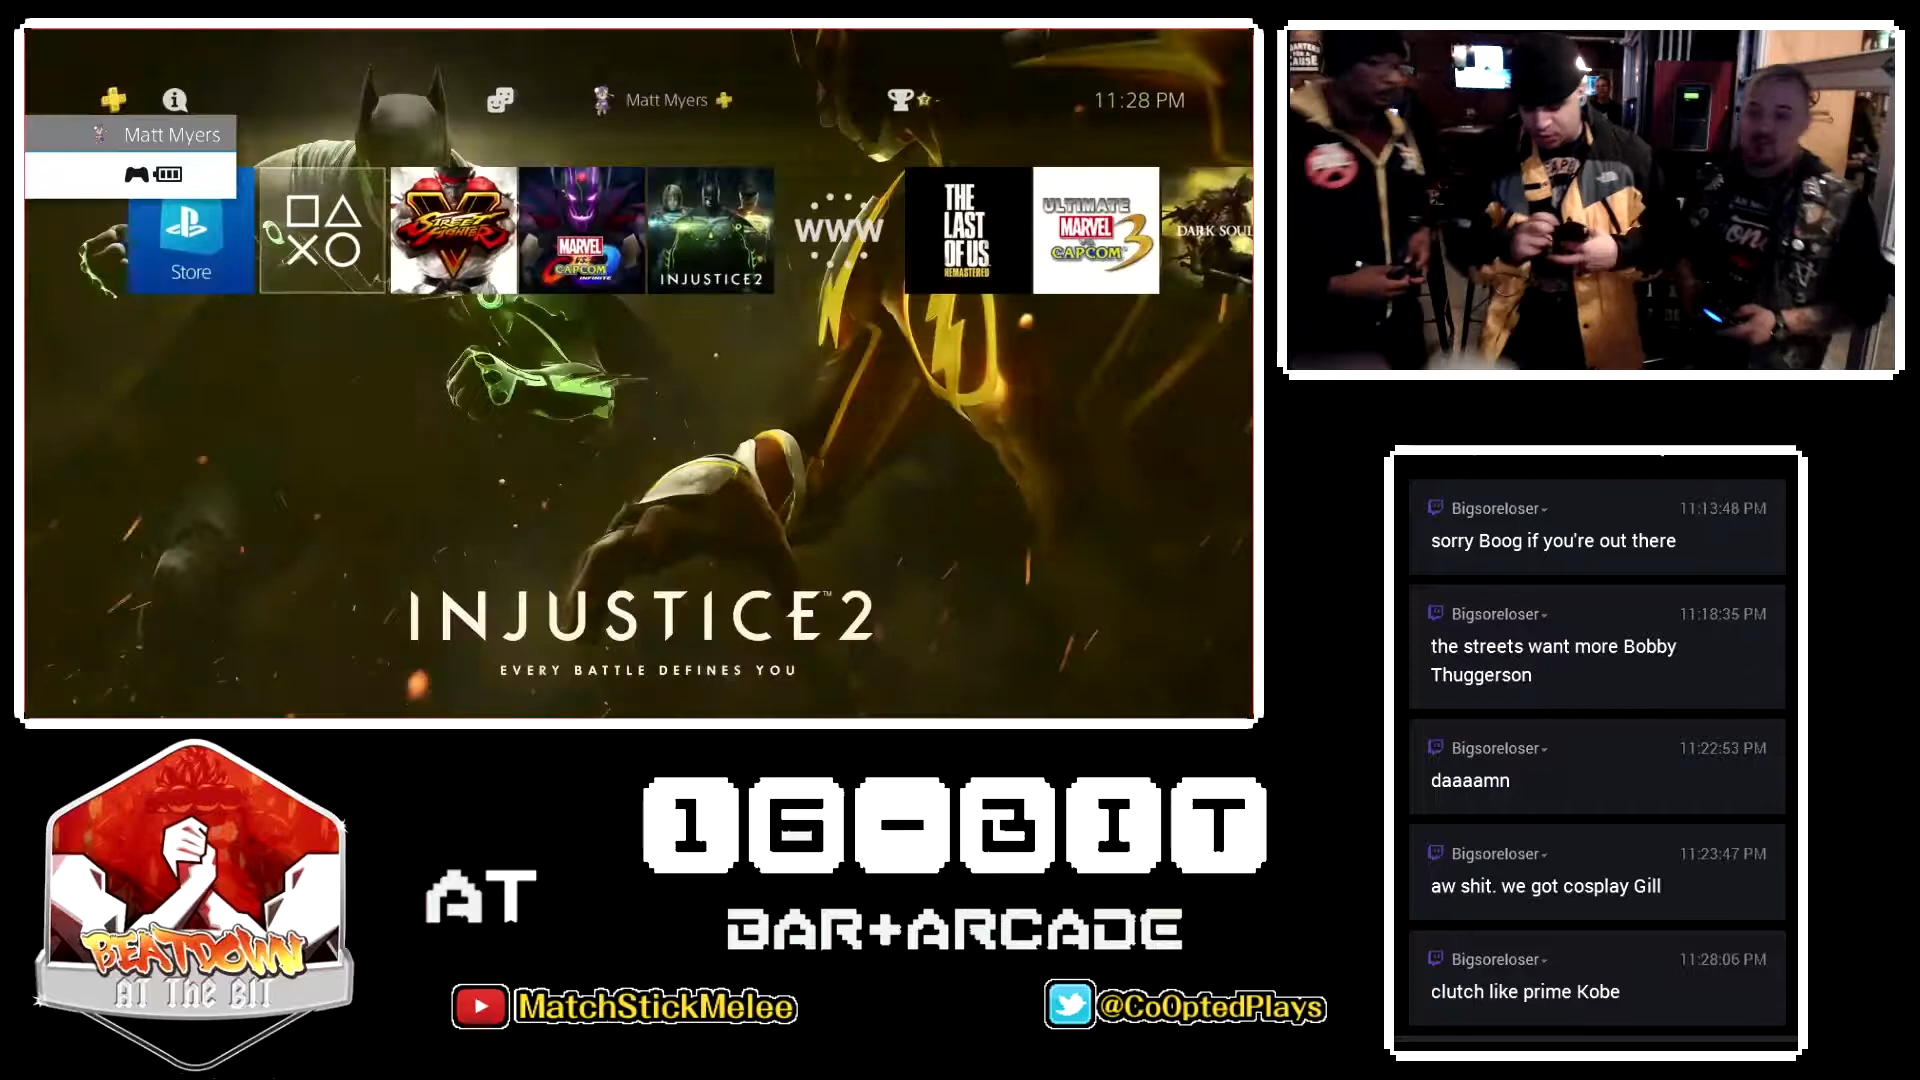 Matt Myers
11:28 PM
Matt Myers
Store
STREET FIGHTER V
MARVEL VS CAPCOM INFINITE
INJUSTICE 2
WWW
THE LAST OF US REMASTERED
ULTIMATE MARVEL VS CAPCOM 3
DARK SOUL
INJUSTICE™2
EVERY BATTLE DEFINES YOU
Bigsoreloser 11:13:48 PM
sorry Boog if you're out there
Bigsoreloser 11:18:35 PM
the streets want more Bobby
Thuggerson
Bigsoreloser 11:22:53 PM
daaaamn
Bigsoreloser 11:23:47 PM
aw shit. we got cosplay Gill
Bigsoreloser 11:28:06 PM
clutch like prime Kobe
BEATDOWN
AT THE BIT
AT
16-BIT
BAR+ARCADE
MatchStickMelee
@CoOptedPlays